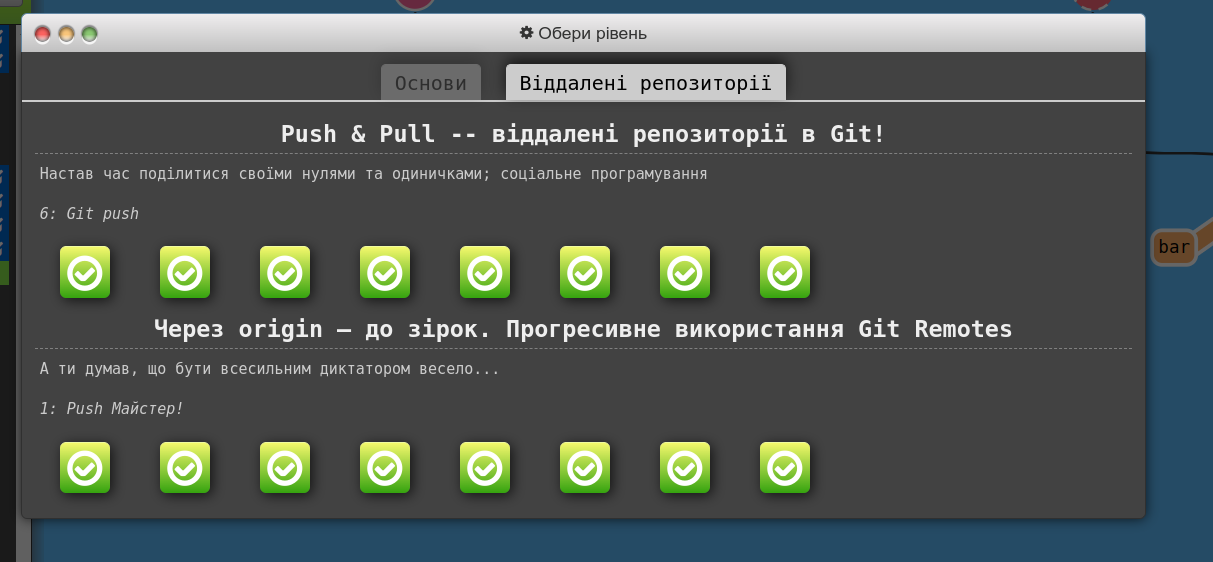 Обери рівень
Основи
Віддалені репозиторії
Push & Pull -- віддалені репозиторії в Git!
Настав час поділитися своїми нулями та одиничками; соціальне програмування
6: Git push
Через origin – до зірок. Прогресивне використання Git Remotes
А ти думав, що бути всесильним диктатором весело...
1: Push Майстер!
bar